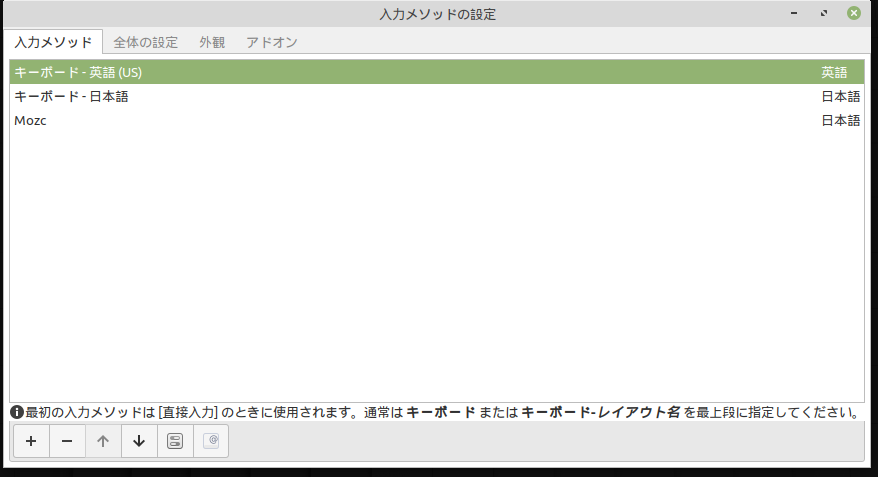 入力メソッドの設定
入力メソッド 全体の設定 外観 アドオン
キーボード - 英語 (US) 英語
キーボード - 日本語 日本語
Mozc 日本語
最初の入力メソッドは [直接入力] のときに使用されます。通常は キーボード または キーボード-レイアウト名 を最上段に指定してください。